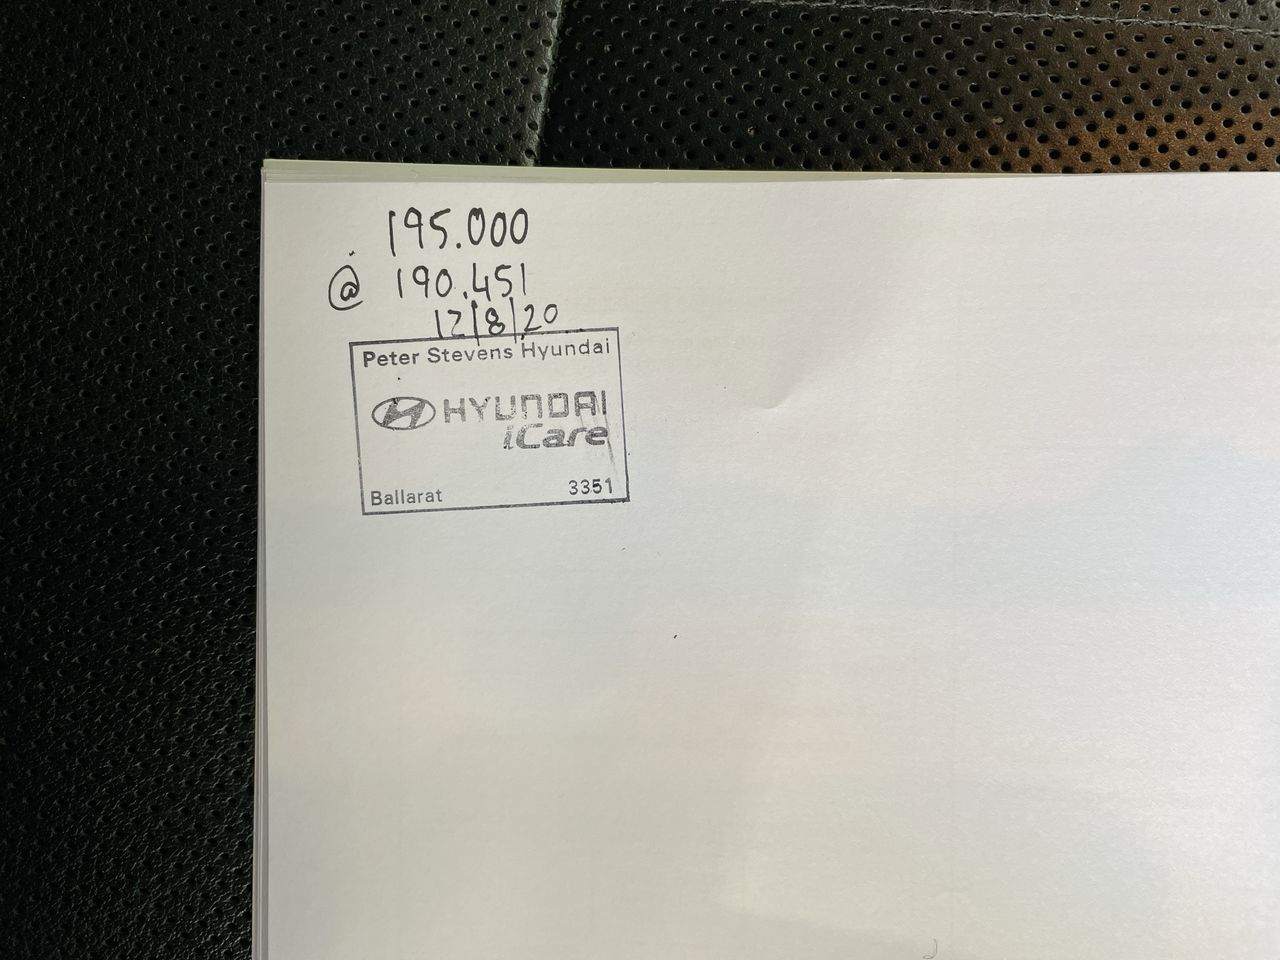 195.000
@ 190.451
12/8/20
Peter Stevens Hyundai
HYUNDAI
iCare
Ballarat 3351